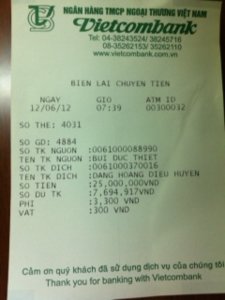 NGÂN HÀNG TMCP NGOẠI THƯƠNG VIỆT NAM
Vietcombank
Tel: 04-38243524/ 38245716
08-35262153/ 35262110
www.vietcombank.com.vn
BIEN LAI CHUYEN TIEN
NGAY GIO ATM ID
12/06/12 07:39 00300032
SO THE: 4031
SO GD: 4884
SO TK NGUON :0061000088990
TEN TK NGUON :BUI DUC THIET
SO TK DICH :0061000370016
TEN TK DICH :DANG HOANG DIEU HUYEN
SO TIEN :25,000,000VND
SO DU TK :7,694,917VND
PHI :3,300 VND
VAT :300 VND
Cảm ơn quý khách đã sử dụng dịch vụ của chúng tôi
Thank you for banking with Vietcombank